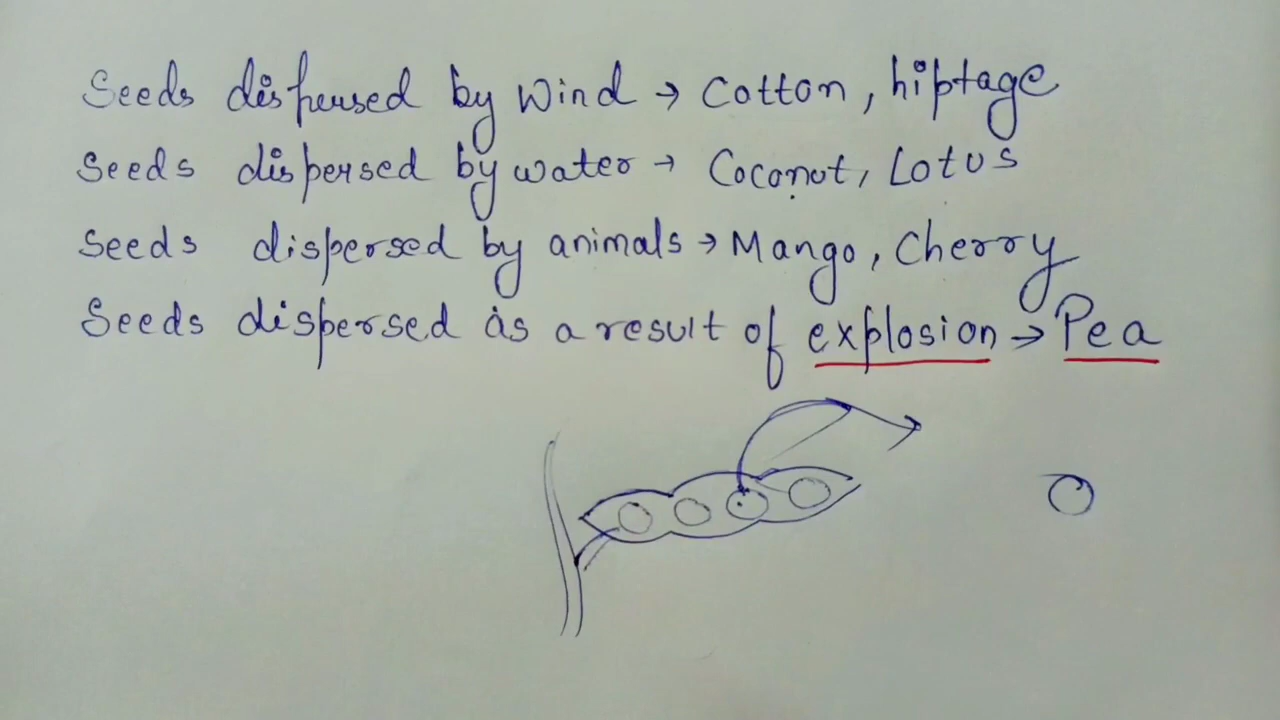 Seeds dispersed by Wind → Cotton, hiptage
Seeds dispersed by water → Coconut, Lotus
Seeds dispersed by animals → Mango, Cherry
Seeds dispersed as a result of explosion → Pea